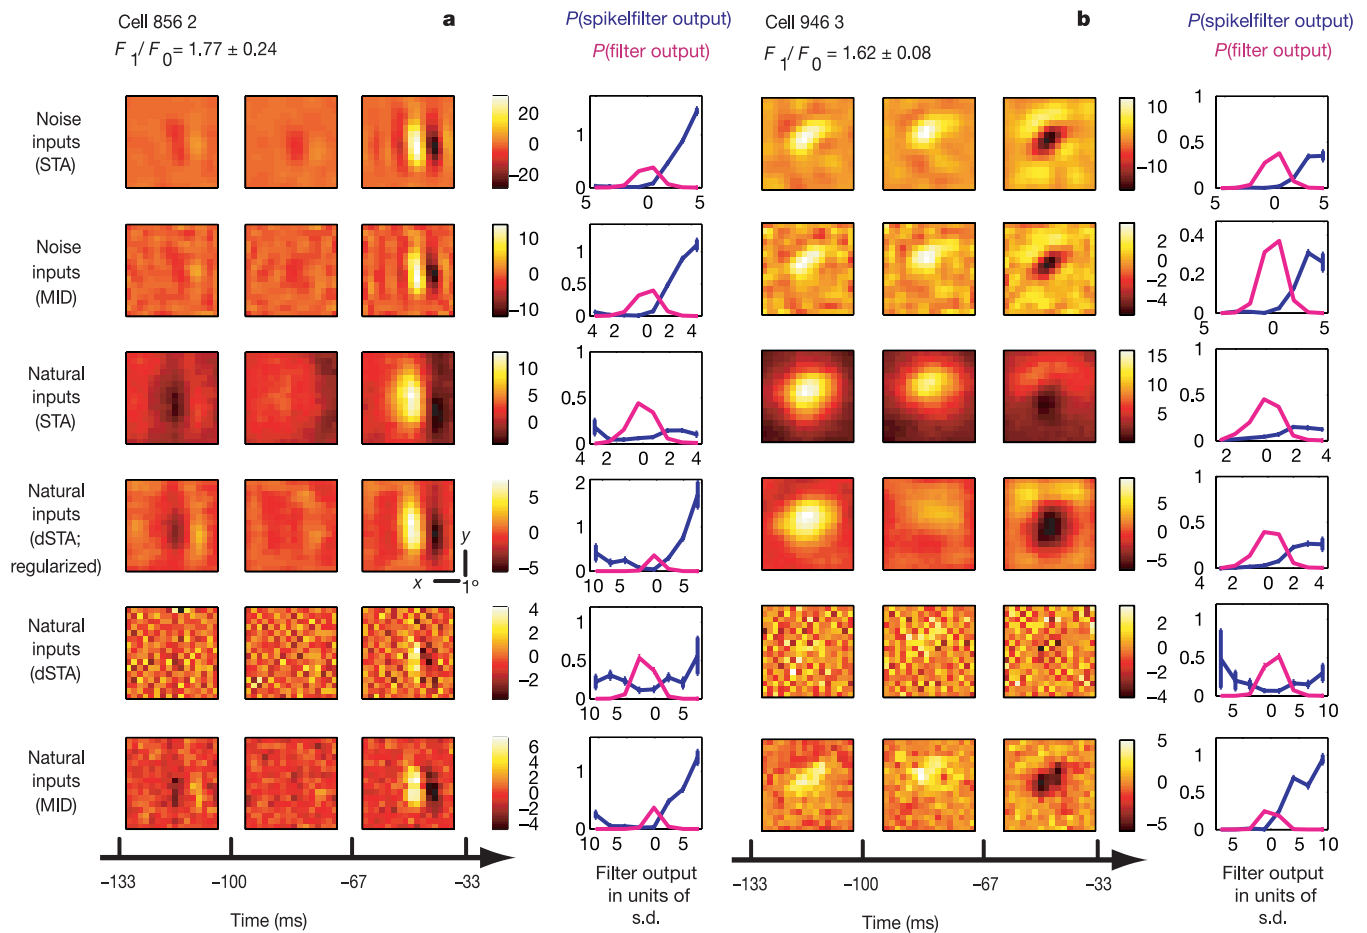 Cell 856 2
a
F1/F0= 1.77 ± 0.24
P(spikelfilter output)
P(filter output)
Cell 946 3
b
F1/F0= 1.62 ± 0.08
P(spikelfilter output)
P(filter output)
Noise
inputs
(STA)
20
0
−20
1
0
5 0 5
10
0
−10
1
0.5
0
5 0 5
Noise
inputs
(MID)
10
0
−10
1
0.5
0
4 2 0 2 4
2
0
−2
−4
0.4
0.2
0
5 0 5
Natural
inputs
(STA)
10
5
0
1
0.5
0
4 2 0 2 4
15
10
5
1
0.5
0
2 0 2 4
Natural
inputs
(dSTA;
regularized)
y
x
1°
5
0
−5
2
1
0
10 5 0 5
5
0
−5
1
0.5
0
4 2 0 2 4
Natural
inputs
(dSTA)
4
2
0
−2
1
0.5
0
10 5 0 5
2
0
−2
−4
1
0.5
0
5 0 5 10
Natural
inputs
(MID)
6
4
2
0
−2
−4
1
0
10 5 0 5
5
0
−5
1
0.5
0
10 5 0 5 10
−133 −100 −67 −33
Time (ms)
Filter output
in units of
s.d.
−133 −100 −67 −33
Time (ms)
Filter output
in units of
s.d.